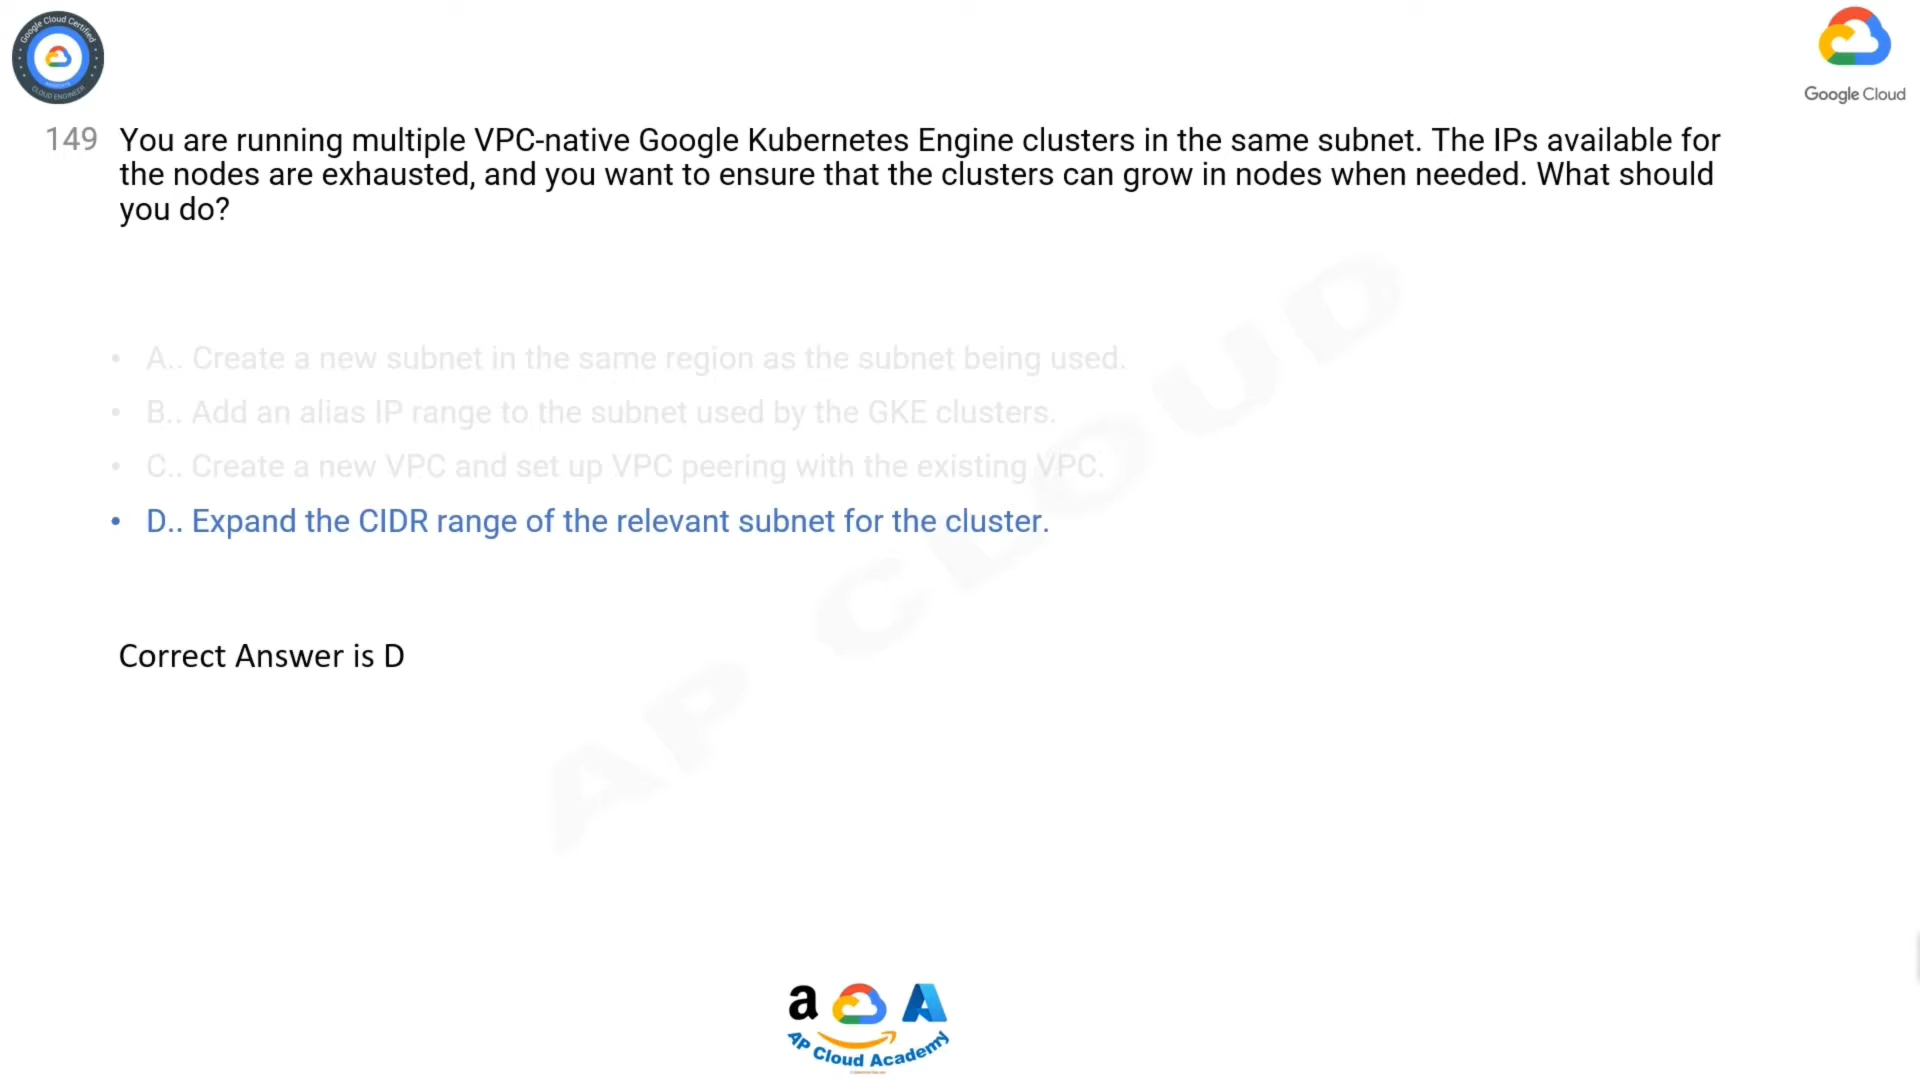 Google Cloud Certified
CLOUD ENGINEER
Google Cloud
149 You are running multiple VPC-native Google Kubernetes Engine clusters in the same subnet. The IPs available for
the nodes are exhausted, and you want to ensure that the clusters can grow in nodes when needed. What should
you do?
• A.. Create a new subnet in the same region as the subnet being used.
• B.. Add an alias IP range to the subnet used by the GKE clusters.
• C.. Create a new VPC and set up VPC peering with the existing VPC.
• D.. Expand the CIDR range of the relevant subnet for the cluster.
AP CLOUD
Correct Answer is D
a A
AP Cloud Academy